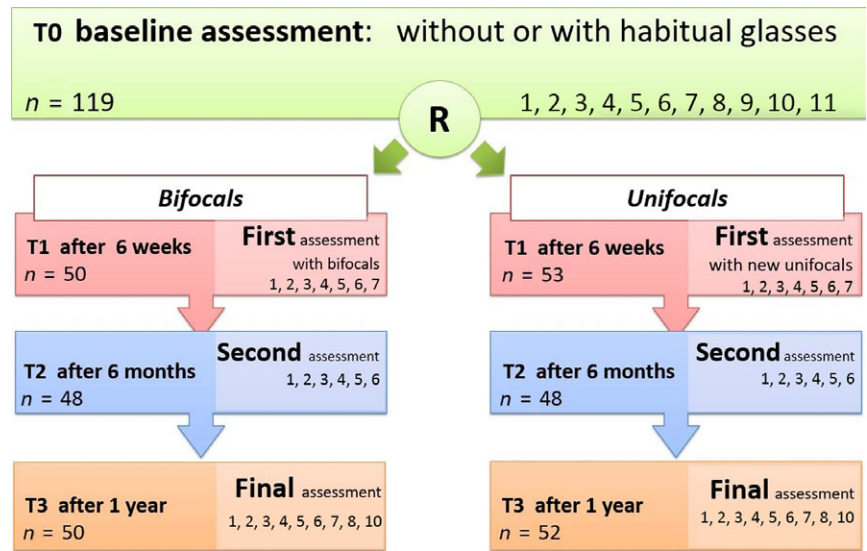 T0 baseline assessment: without or with habitual glasses
n = 119
1, 2, 3, 4, 5, 6, 7, 8, 9, 10, 11
R
Bifocals
T1 after 6 weeks
n = 50
First assessment
with bifocals
1, 2, 3, 4, 5, 6, 7
T2 after 6 months
n = 48
Second assessment
1, 2, 3, 4, 5, 6
T3 after 1 year
n = 50
Final assessment
1, 2, 3, 4, 5, 6, 7, 8, 10
Unifocals
T1 after 6 weeks
n = 53
First assessment
with new unifocals
1, 2, 3, 4, 5, 6, 7
T2 after 6 months
n = 48
Second assessment
1, 2, 3, 4, 5, 6
T3 after 1 year
n = 52
Final assessment
1, 2, 3, 4, 5, 6, 7, 8, 10